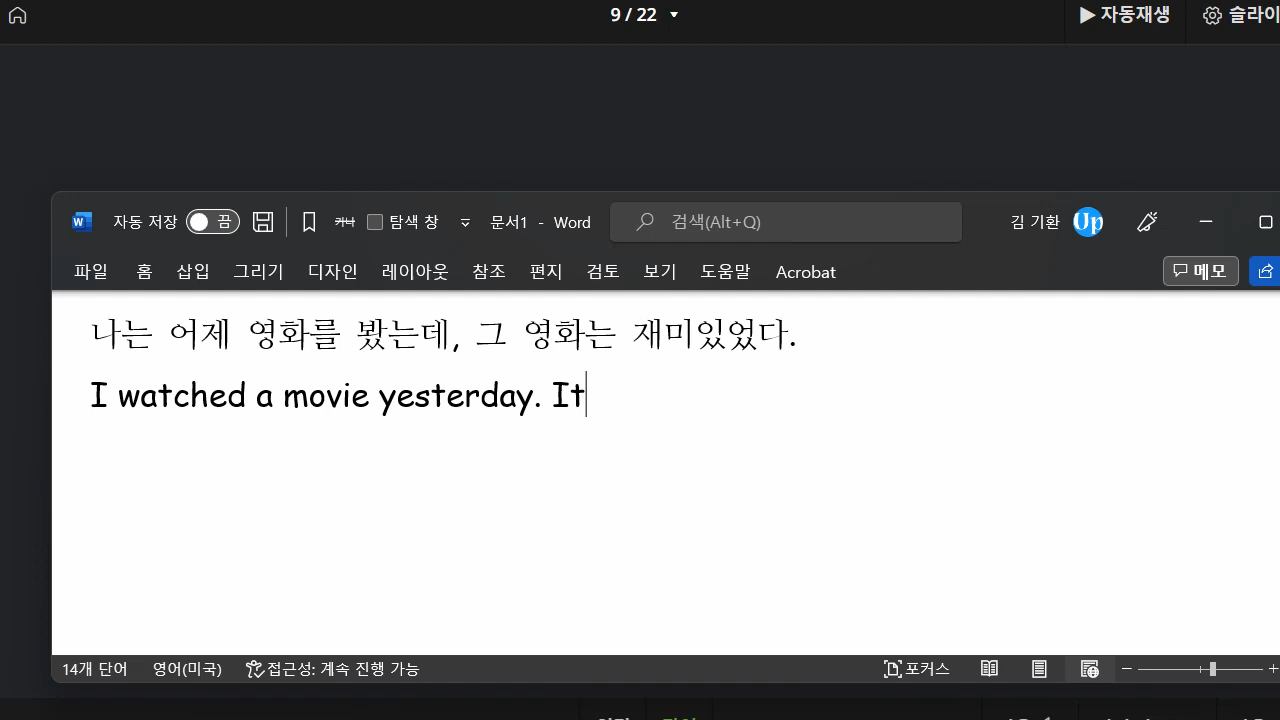 9 / 22
▶ 자동재생
자동 저장 끔
가나
탐색 창
문서1 - Word
검색(Alt+Q)
김 기환
Up
파일 홈 삽입 그리기 디자인 레이아웃 참조 편지 검토 보기 도움말 Acrobat
메모
나는 어제 영화를 봤는데, 그 영화는 재미있었다.
I watched a movie yesterday. It
14개 단어 영어(미국) 접근성: 계속 진행 가능
포커스